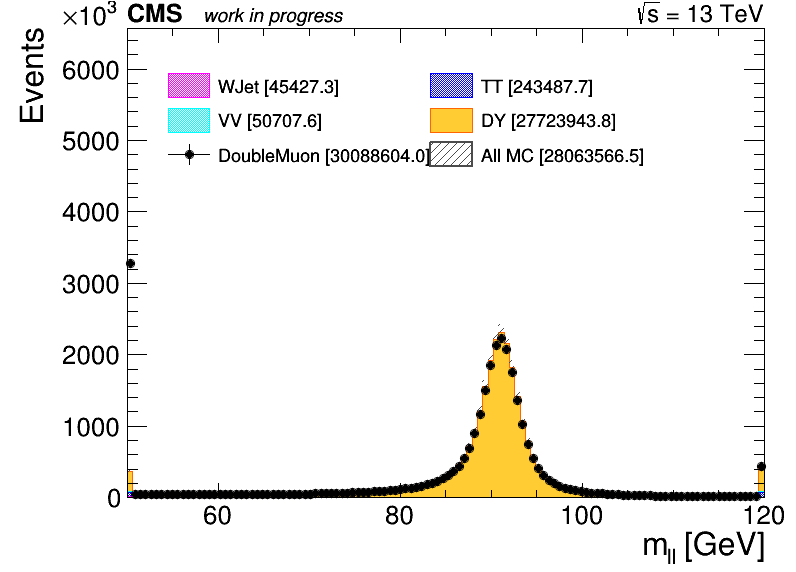 ×10³ CMS work in progress √s = 13 TeV
Events
6000
5000
4000
3000
2000
1000
0
WJet [45427.3] TT [243487.7]
VV [50707.6] DY [27723943.8]
DoubleMuon [30088604.0] All MC [28063566.5]
60 80 100 120
m_ll [GeV]